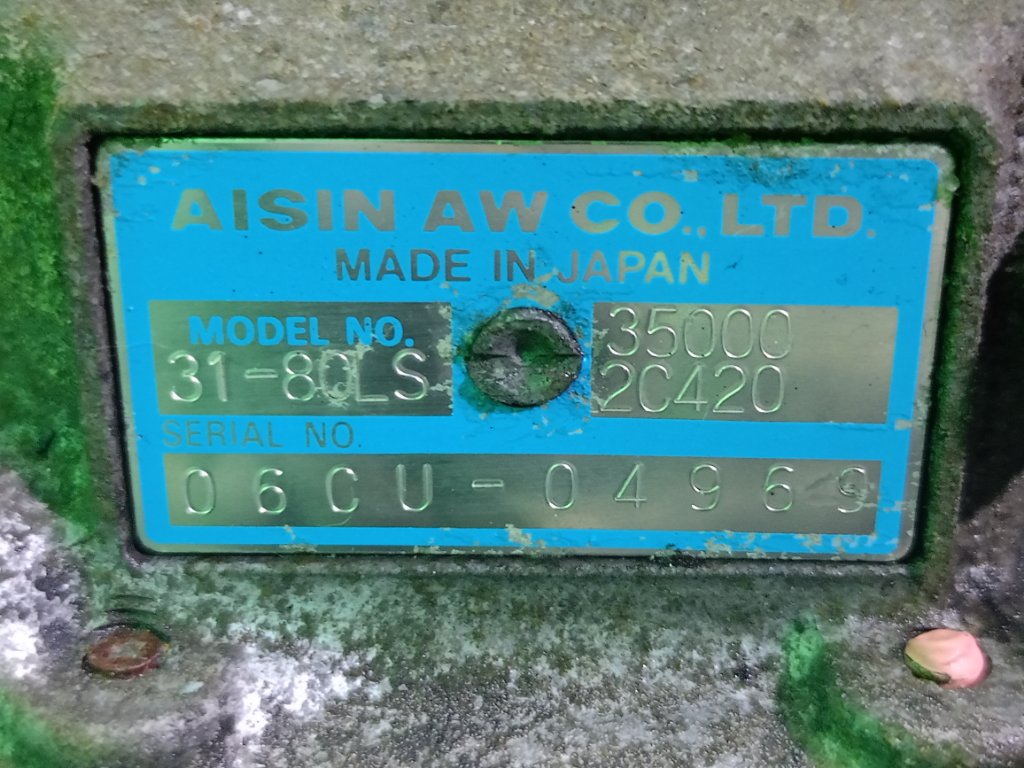 AISIN AW CO., LTD.
MADE IN JAPAN
MODEL NO.
31-80LS
35000
2C420
SERIAL NO.
06CU-04969